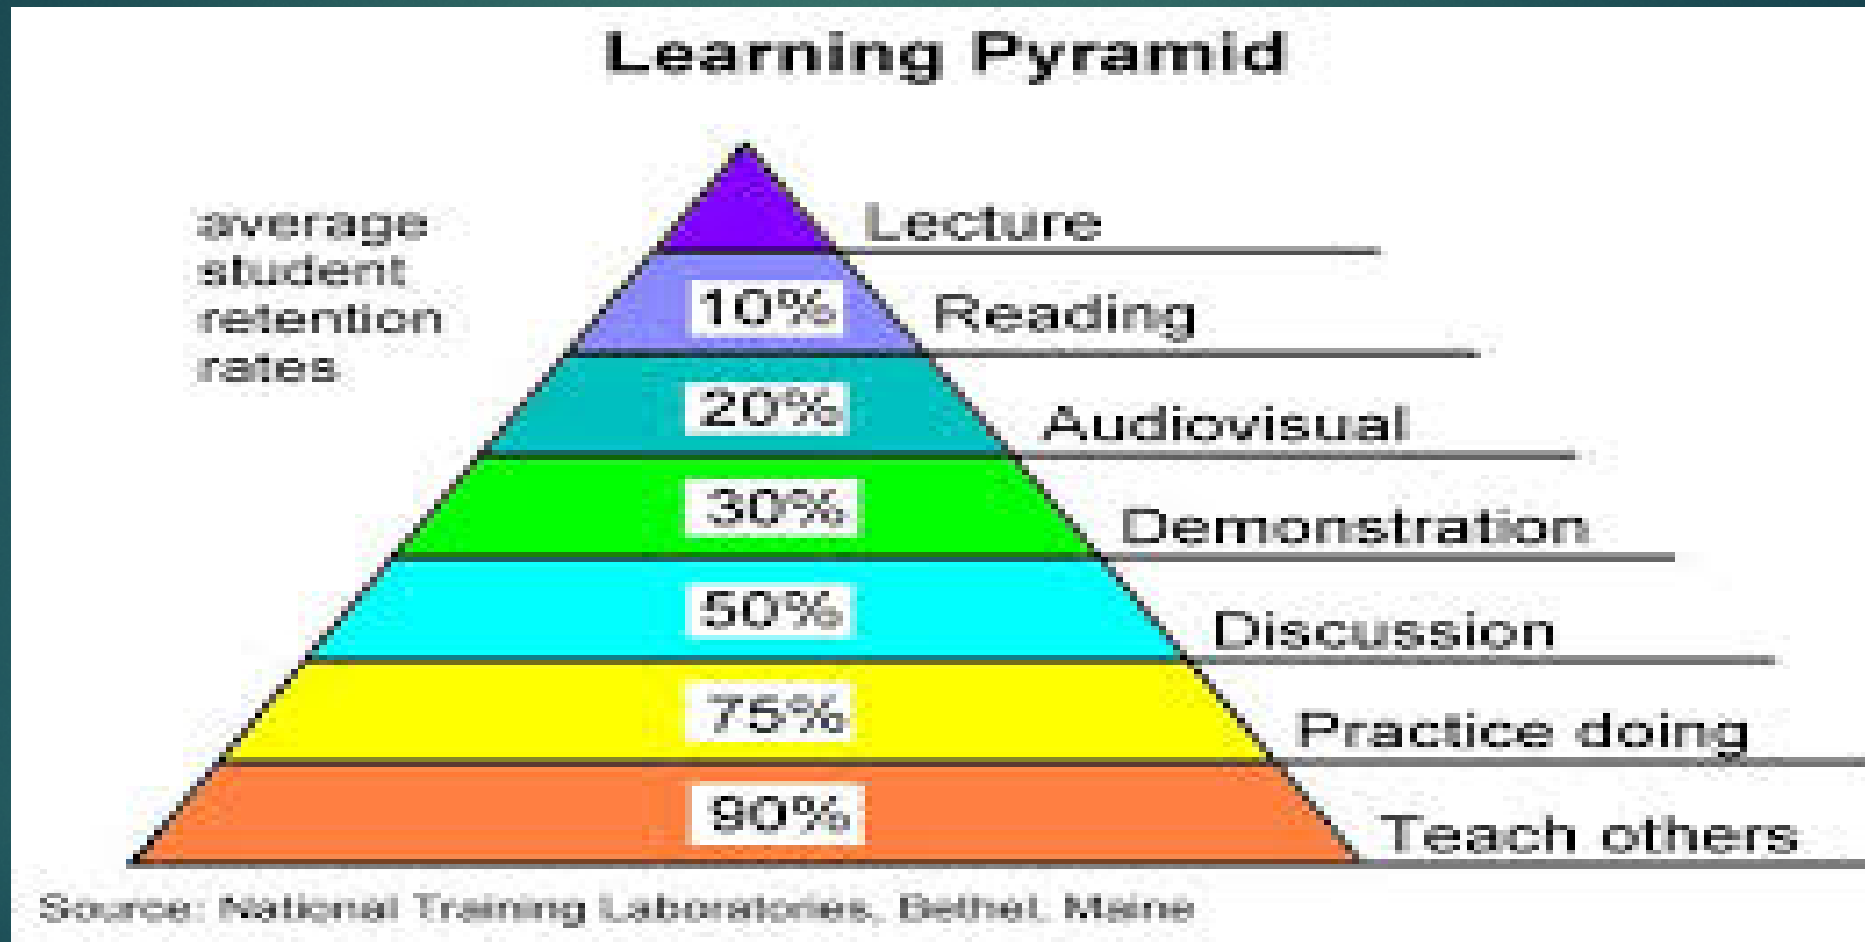 Learning Pyramid
average
student
retention
rates
Lecture
10%
Reading
20%
Audiovisual
30%
Demonstration
50%
Discussion
75%
Practice doing
90%
Teach others
Source: National Training Laboratories, Bethel, Maine